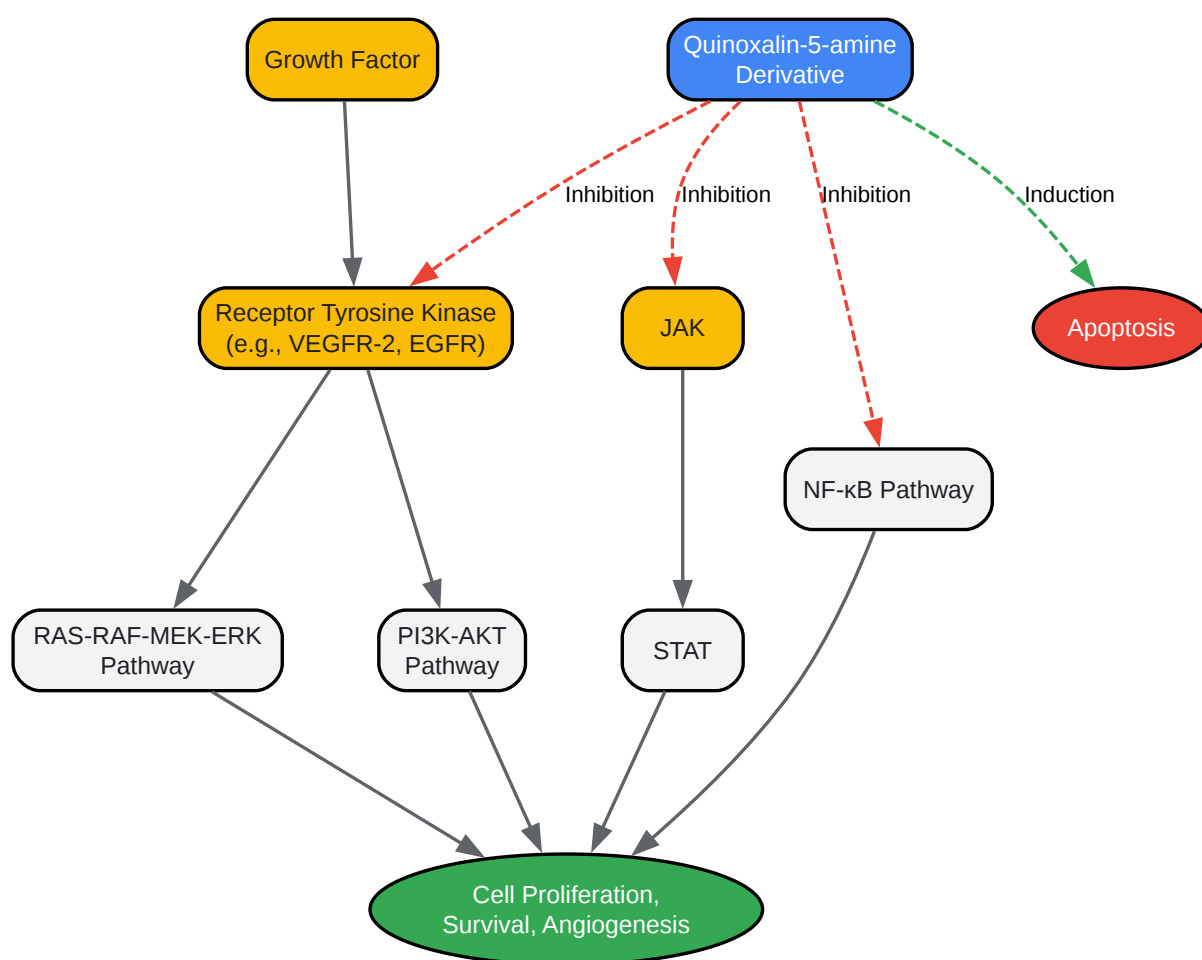 Growth Factor
Quinoxalin-5-amine
Derivative
Inhibition
Inhibition
Inhibition
Induction
Receptor Tyrosine Kinase
(e.g., VEGFR-2, EGFR)
JAK
Apoptosis
NF-κB Pathway
RAS-RAF-MEK-ERK
Pathway
PI3K-AKT
Pathway
STAT
Cell Proliferation,
Survival, Angiogenesis